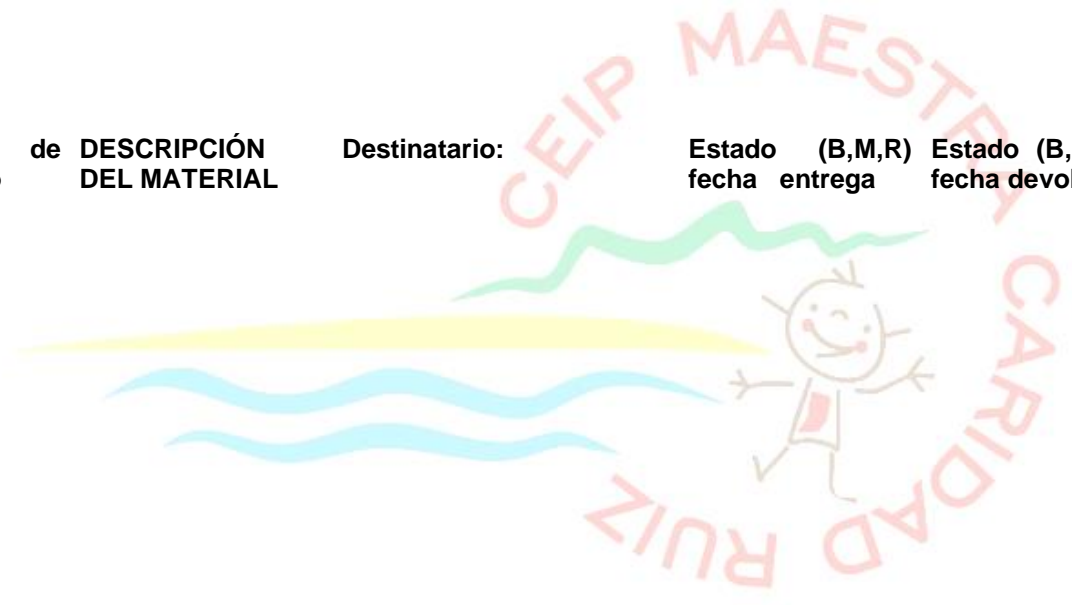 CEIP MAESTRA CARIDAD RUIZ
de DESCRIPCIÓN Destinatario: Estado (B,M,R) Estado (B,
DEL MATERIAL fecha entrega fecha devol